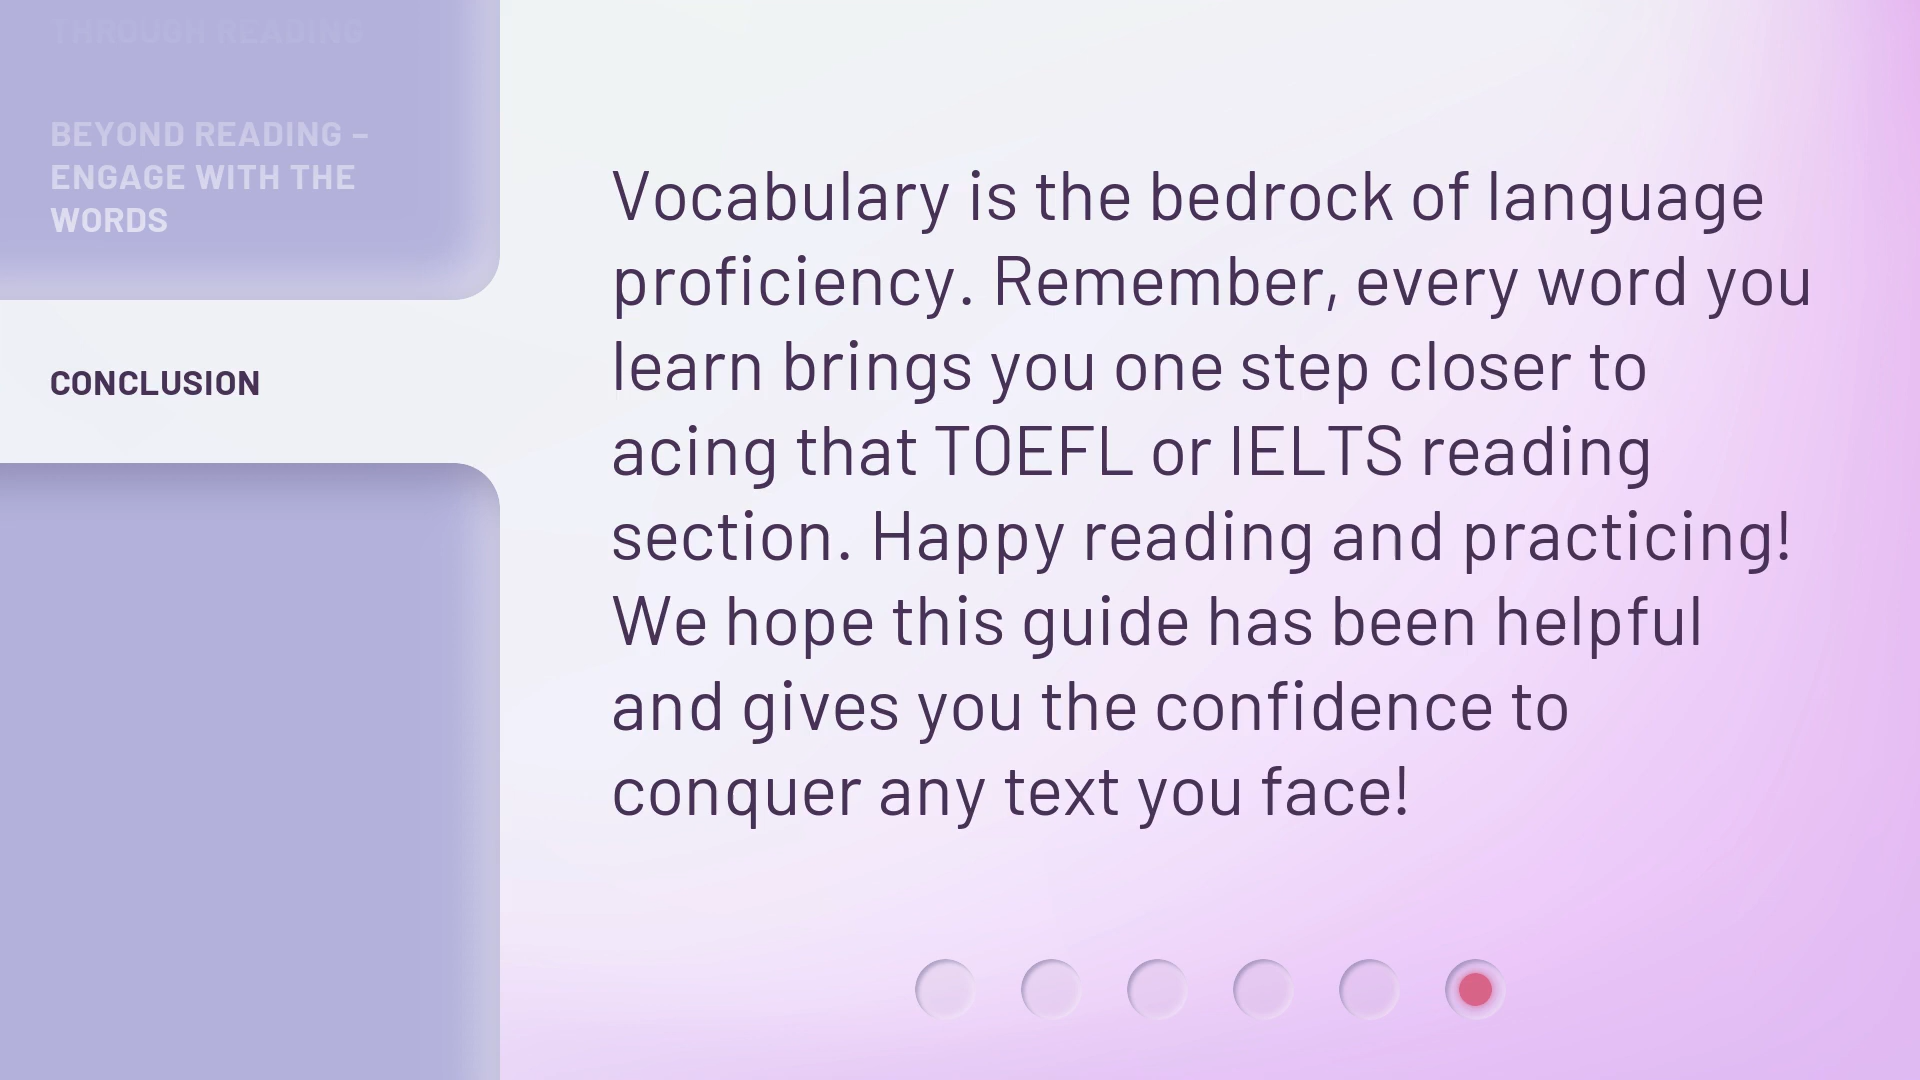 THROUGH READING
BEYOND READING –
ENGAGE WITH THE
WORDS
CONCLUSION
Vocabulary is the bedrock of language
proficiency. Remember, every word you
learn brings you one step closer to
acing that TOEFL or IELTS reading
section. Happy reading and practicing!
We hope this guide has been helpful
and gives you the confidence to
conquer any text you face!